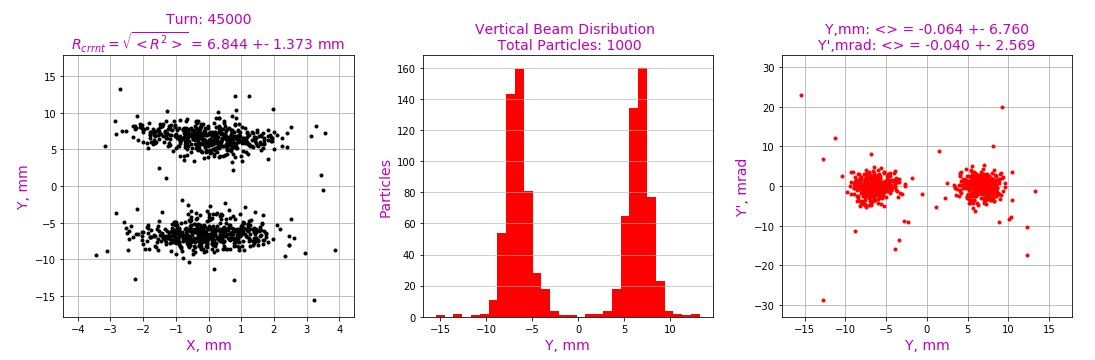 Turn: 45000
R_crrnt = √<R²> = 6.844 +- 1.373 mm
15
10
5
0
−5
−10
−15
−4 −3 −2 −1 0 1 2 3 4
Y, mm
X, mm
Vertical Beam Disribution
Total Particles: 1000
160
140
120
100
80
60
40
20
0
−15 −10 −5 0 5 10
Particles
Y, mm
Y,mm: <> = -0.064 +- 6.760
Y',mrad: <> = -0.040 +- 2.569
30
20
10
0
−10
−20
−30
−15 −10 −5 0 5 10 15
Y', mrad
Y, mm